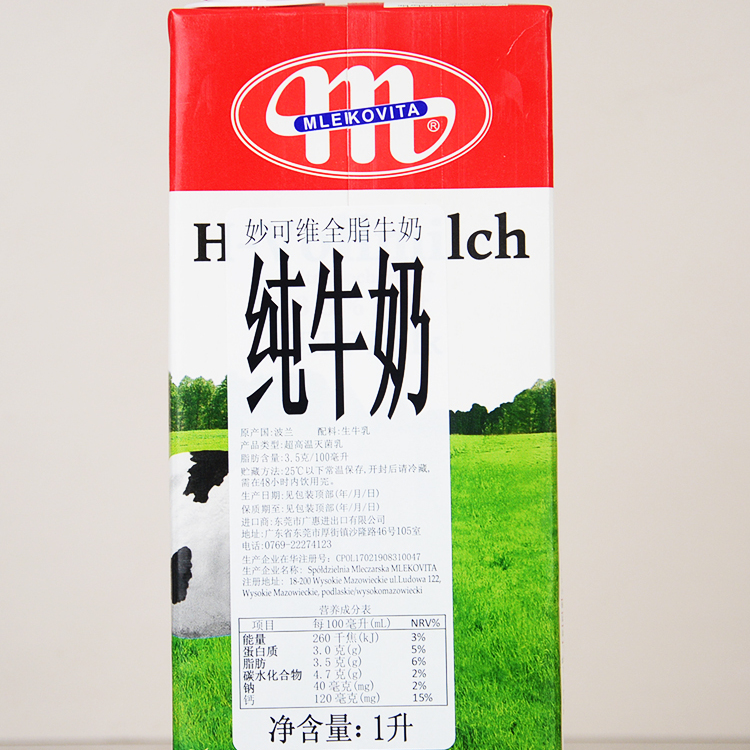 MLEKOVITA
®
H lch
妙可维全脂牛奶
纯牛奶
原产国:波兰 配料:生牛乳
产品类型:超高温灭菌乳
脂肪含量:3.5克/100毫升
贮藏方法:25℃以下常温保存,开封后请冷藏,
需在48小时内饮用完。
生产日期:见包装顶部(年/月/日)
保质期至:见包装顶部(年/月/日)
进口商:东莞市广惠进出口有限公司
地址:广东省东莞市厚街镇沙隆路46号105室
电话:0769-22274123
生产企业在华注册号: CPOL17021908310047
生产企业名称: Spółdzielnia Mleczarska MLEKOVITA
注册地址: 18-200 Wysokie Mazowieckie ul.Ludowa 122,
Wysokie Mazowieckie, podlaskie/wysokomazowiecki
营养成分表
项目 每100毫升(mL) NRV%
能量 260 千焦(kJ) 3%
蛋白质 3.0 克(g) 5%
脂肪 3.5 克(g) 6%
碳水化合物 4.7 克(g) 2%
钠 40 毫克(mg) 2%
钙 120 毫克(mg) 15%
净含量: 1升